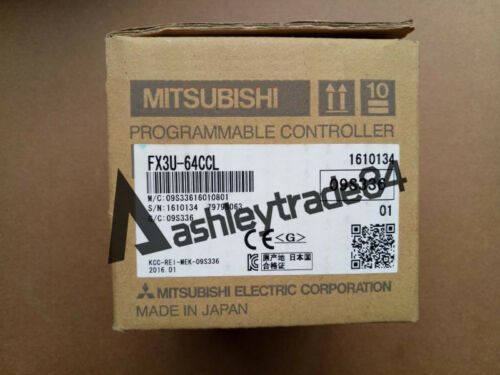 MITSUBISHI
10
PROGRAMMABLE CONTROLLER
FX3U-64CCL
1610134
M/C:09S33616010801
09S336
S/N:1610134 79798063
01
S/C:09S336
ashleytrade84
CE <G>
原产地 日本国
合格证
KCC-REI-MEK-09S336
2016.01
MITSUBISHI ELECTRIC CORPORATION
MADE IN JAPAN